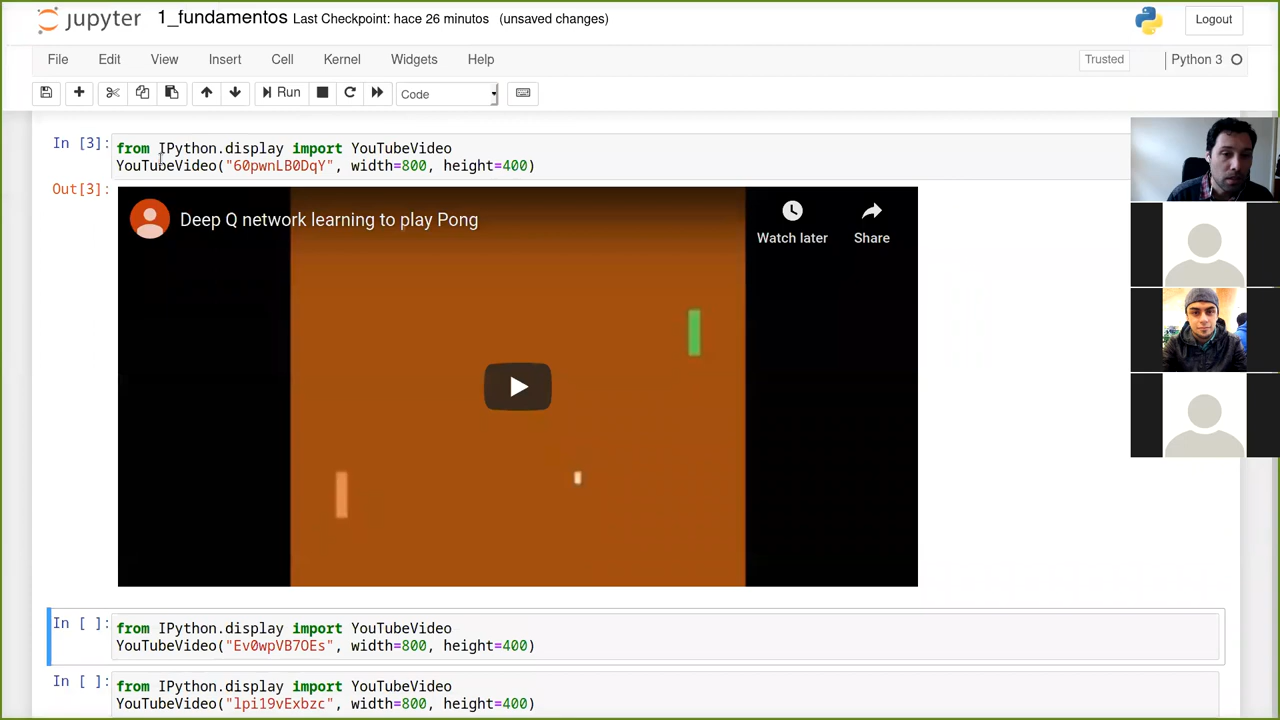 jupyter 1_fundamentos Last Checkpoint: hace 26 minutos (unsaved changes)
Logout
File Edit View Insert Cell Kernel Widgets Help
Trusted
Python 3
Run
Code
In [3]:
from IPython.display import YouTubeVideo
YouTubeVideo("60pwnLB0DqY", width=800, height=400)
Out[3]:
Deep Q network learning to play Pong
Watch later
Share
In [ ]:
from IPython.display import YouTubeVideo
YouTubeVideo("Ev0wpVB7OEs", width=800, height=400)
In [ ]:
from IPython.display import YouTubeVideo
YouTubeVideo("lpi19vExbzc", width=800, height=400)